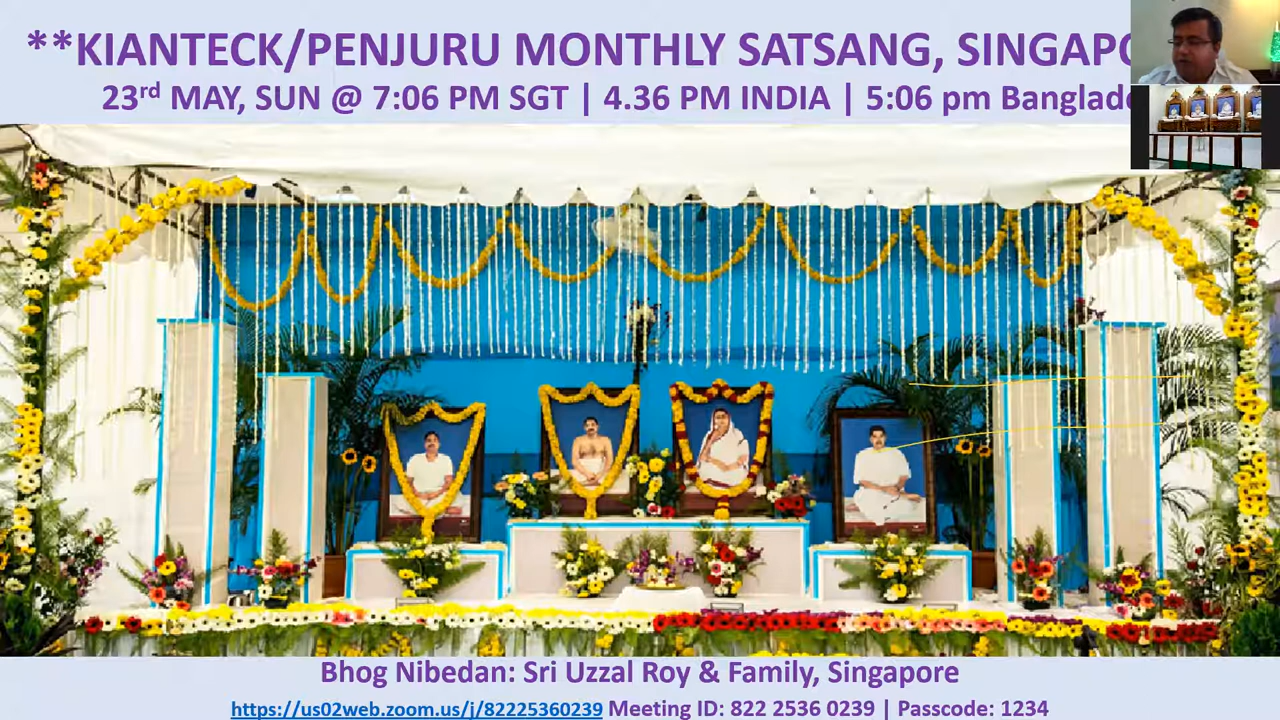 **KIANTECK/PENJURU MONTHLY SATSANG, SINGAPO
23rd MAY, SUN @ 7:06 PM SGT | 4.36 PM INDIA | 5:06 pm Banglade
Bhog Nibedan: Sri Uzzal Roy & Family, Singapore
https://us02web.zoom.us/j/82225360239 Meeting ID: 822 2536 0239 | Passcode: 1234